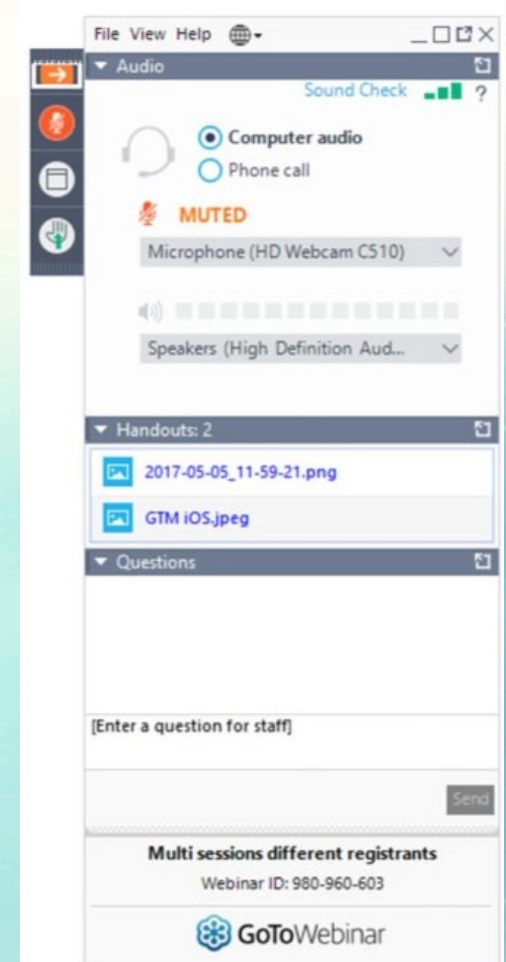 File View Help
Audio
Sound Check ?
Computer audio
Phone call
MUTED
Microphone (HD Webcam C510)
Speakers (High Definition Aud...
Handouts: 2
2017-05-05_11-59-21.png
GTM iOS.jpeg
Questions
[Enter a question for staff]
Send
Multi sessions different registrants
Webinar ID: 980-960-603
GoToWebinar